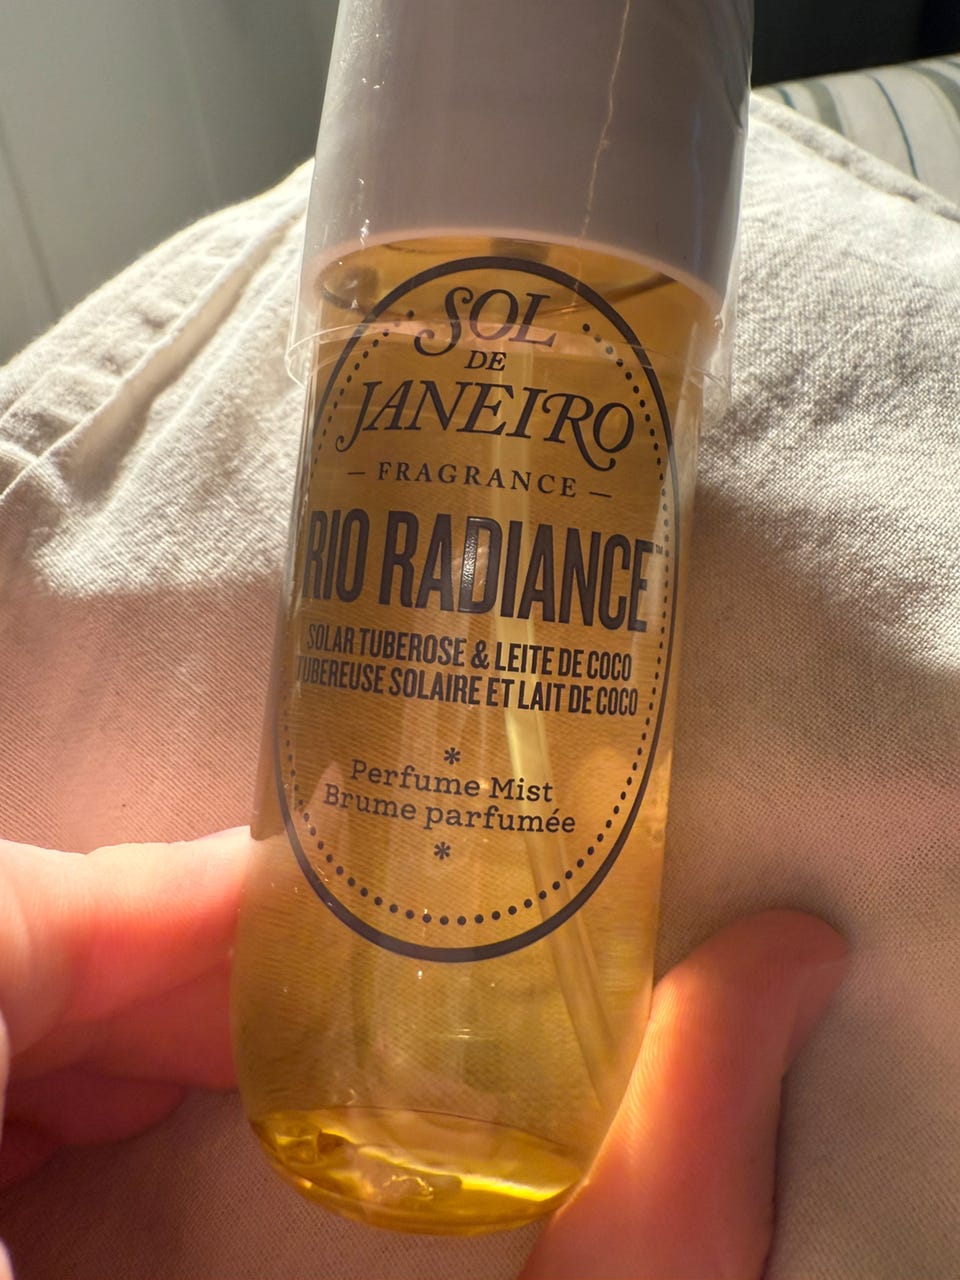 SOL
DE
JANEIRO
– FRAGRANCE –
RIO RADIANCE™
SOLAR TUBEROSE & LEITE DE COCO
TUBEREUSE SOLAIRE ET LAIT DE COCO
*
Perfume Mist
Brume parfumée
*